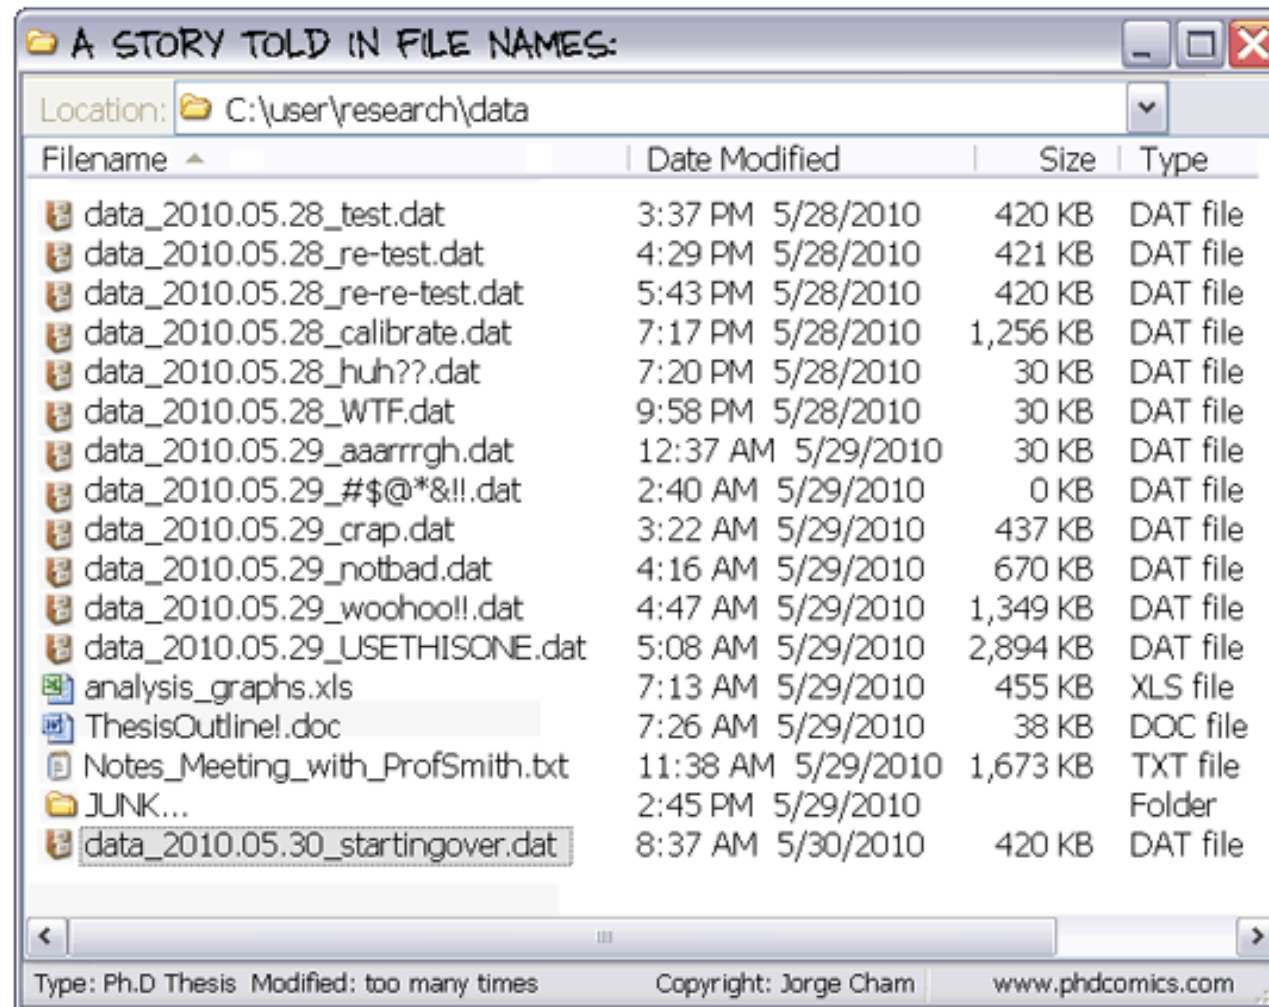 A STORY TOLD IN FILE NAMES:
Location: C:\user\research\data
Filename Date Modified Size Type
data_2010.05.28_test.dat 3:37 PM 5/28/2010 420 KB DAT file
data_2010.05.28_re-test.dat 4:29 PM 5/28/2010 421 KB DAT file
data_2010.05.28_re-re-test.dat 5:43 PM 5/28/2010 420 KB DAT file
data_2010.05.28_calibrate.dat 7:17 PM 5/28/2010 1,256 KB DAT file
data_2010.05.28_huh??.dat 7:20 PM 5/28/2010 30 KB DAT file
data_2010.05.28_WTF.dat 9:58 PM 5/28/2010 30 KB DAT file
data_2010.05.29_aaarrrgh.dat 12:37 AM 5/29/2010 30 KB DAT file
data_2010.05.29_#$@*&!!.dat 2:40 AM 5/29/2010 0 KB DAT file
data_2010.05.29_crap.dat 3:22 AM 5/29/2010 437 KB DAT file
data_2010.05.29_notbad.dat 4:16 AM 5/29/2010 670 KB DAT file
data_2010.05.29_woohoo!!.dat 4:47 AM 5/29/2010 1,349 KB DAT file
data_2010.05.29_USETHISONE.dat 5:08 AM 5/29/2010 2,894 KB DAT file
analysis_graphs.xls 7:13 AM 5/29/2010 455 KB XLS file
ThesisOutline!.doc 7:26 AM 5/29/2010 38 KB DOC file
Notes_Meeting_with_ProfSmith.txt 11:38 AM 5/29/2010 1,673 KB TXT file
JUNK... 2:45 PM 5/29/2010 Folder
data_2010.05.30_startingover.dat 8:37 AM 5/30/2010 420 KB DAT file
Type: Ph.D Thesis Modified: too many times Copyright: Jorge Cham www.phdcomics.com